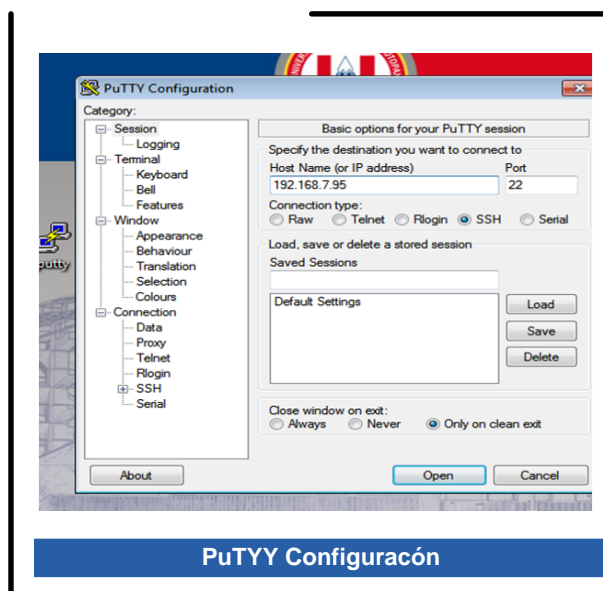 PuTTY Configuration
Category:
Session
Logging
Terminal
Keyboard
Bell
Features
Window
Appearance
Behaviour
Translation
Selection
Colours
Connection
Data
Proxy
Telnet
Rlogin
SSH
Serial
Basic options for your PuTTY session
Specify the destination you want to connect to
Host Name (or IP address) Port
192.168.7.95 22
Connection type:
Raw Telnet Rlogin SSH Serial
Load, save or delete a stored session
Saved Sessions
Default Settings
Load
Save
Delete
Close window on exit:
Always Never Only on clean exit
About Open Cancel
putty
PuTYY Configuracón